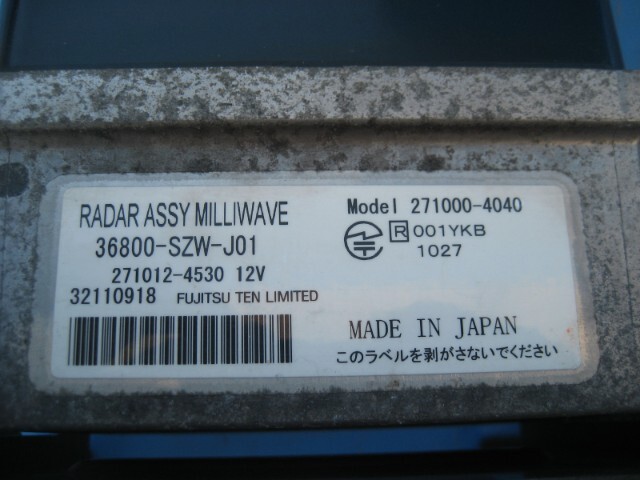 RADAR ASSY MILLIWAVE
36800-SZW-J01
271012-4530 12V
32110918 FUJITSU TEN LIMITED
Model 271000-4040
R 001YKB
1027
MADE IN JAPAN
このラベルを剥がさないでください